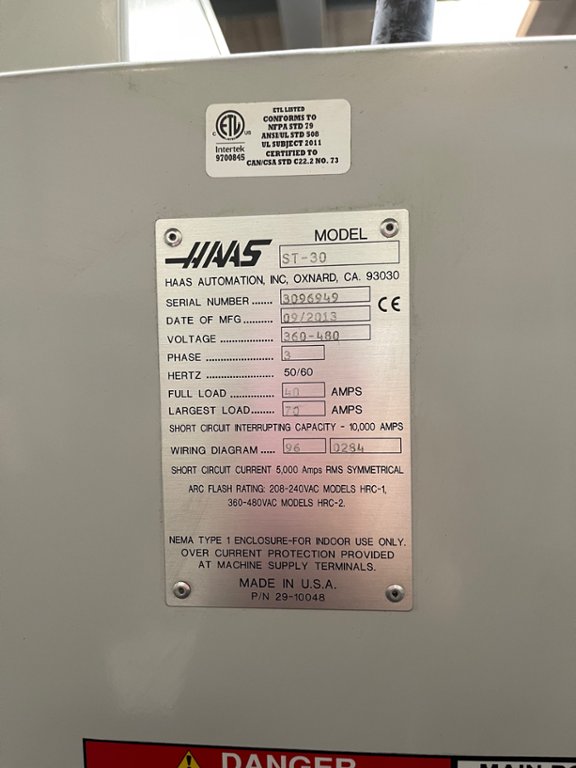 ETL LISTED
CONFORMS TO
NFPA STD 79
ANSI/UL STD 508
UL SUBJECT 2011
CERTIFIED TO
CAN/CSA STD C22.2 NO. 73
C ETL US
Intertek
9700845
HAAS MODEL ST-30
HAAS AUTOMATION, INC, OXNARD, CA. 93030
SERIAL NUMBER ....... 3096949
CE
DATE OF MFG ........... 09/2013
VOLTAGE .................. 360-480
PHASE ...................... 3
HERTZ ...................... 50/60
FULL LOAD .............. 40 AMPS
LARGEST LOAD ....... 70 AMPS
SHORT CIRCUIT INTERRUPTING CAPACITY - 10,000 AMPS
WIRING DIAGRAM ..... 96 0284
SHORT CIRCUIT CURRENT 5,000 Amps RMS SYMMETRICAL
ARC FLASH RATING: 208-240VAC MODELS HRC-1,
360-480VAC MODELS HRC-2.
NEMA TYPE 1 ENCLOSURE-FOR INDOOR USE ONLY.
OVER CURRENT PROTECTION PROVIDED
AT MACHINE SUPPLY TERMINALS.
MADE IN U.S.A.
P/N 29-10048
DANGER